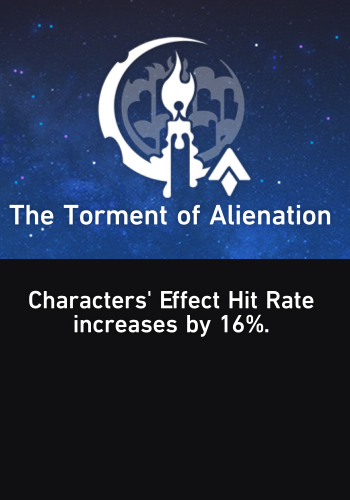 The Torment of Alienation
Characters' Effect Hit Rate
increases by 16%.